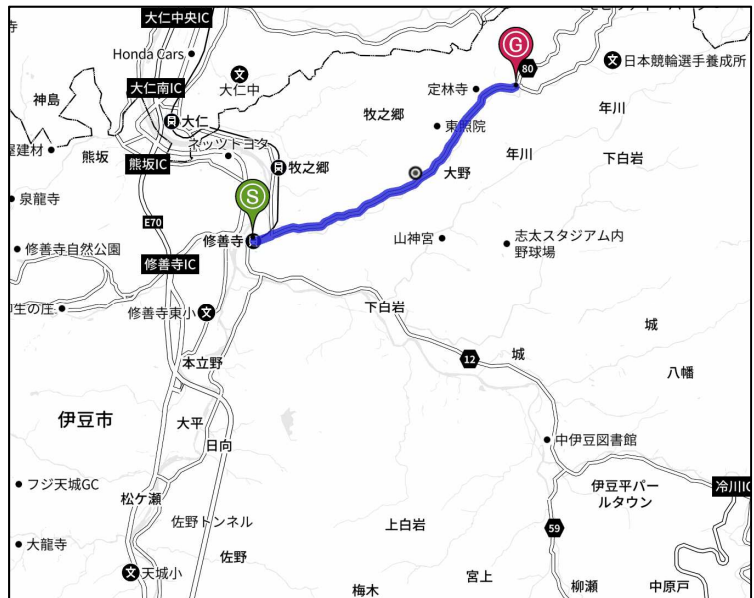 大仁中央IC
寺
Honda Cars
G
80
日本競輪選手養成所
文
大仁中
文
大仁南IC
定林寺
神島
年川
大仁
牧之郷
東照院
ネッツトヨタ
屋建材
熊坂
熊坂IC
牧之郷
大野
年川
下白岩
S
泉龍寺
E70
修善寺
山神宮
志太スタジアム内
野球場
修善寺自然公園
修善寺IC
生の庄
修善寺東小
文
下白岩
城
12
城
本立野
八幡
伊豆市
大平
日向
中伊豆図書館
フジ天城GC
松ケ瀬
伊豆平パー
ルタウン
冷川IC
佐野トンネル
上白岩
59
大龍寺
佐野
文
天城小
宮上
梅木
柳瀬
中原戸